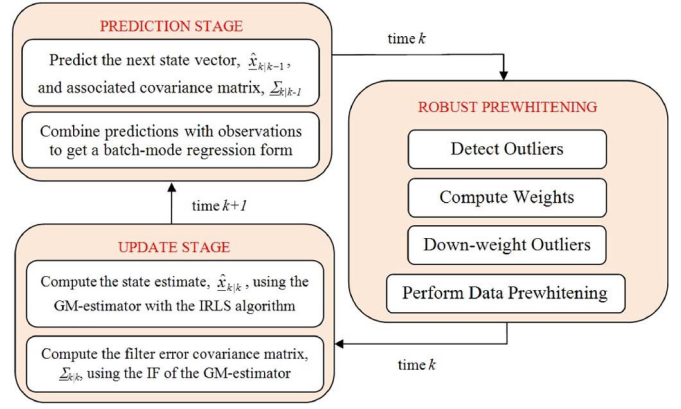 PREDICTION STAGE
Predict the next state vector, x̂k|k−1,
and associated covariance matrix, Σk|k-1
Combine predictions with observations
to get a batch-mode regression form
time k
ROBUST PREWHITENING
Detect Outliers
Compute Weights
Down-weight Outliers
Perform Data Prewhitening
time k
UPDATE STAGE
Compute the state estimate, x̂k|k, using the
GM-estimator with the IRLS algorithm
Compute the filter error covariance matrix,
Σk|k, using the IF of the GM-estimator
time k+1